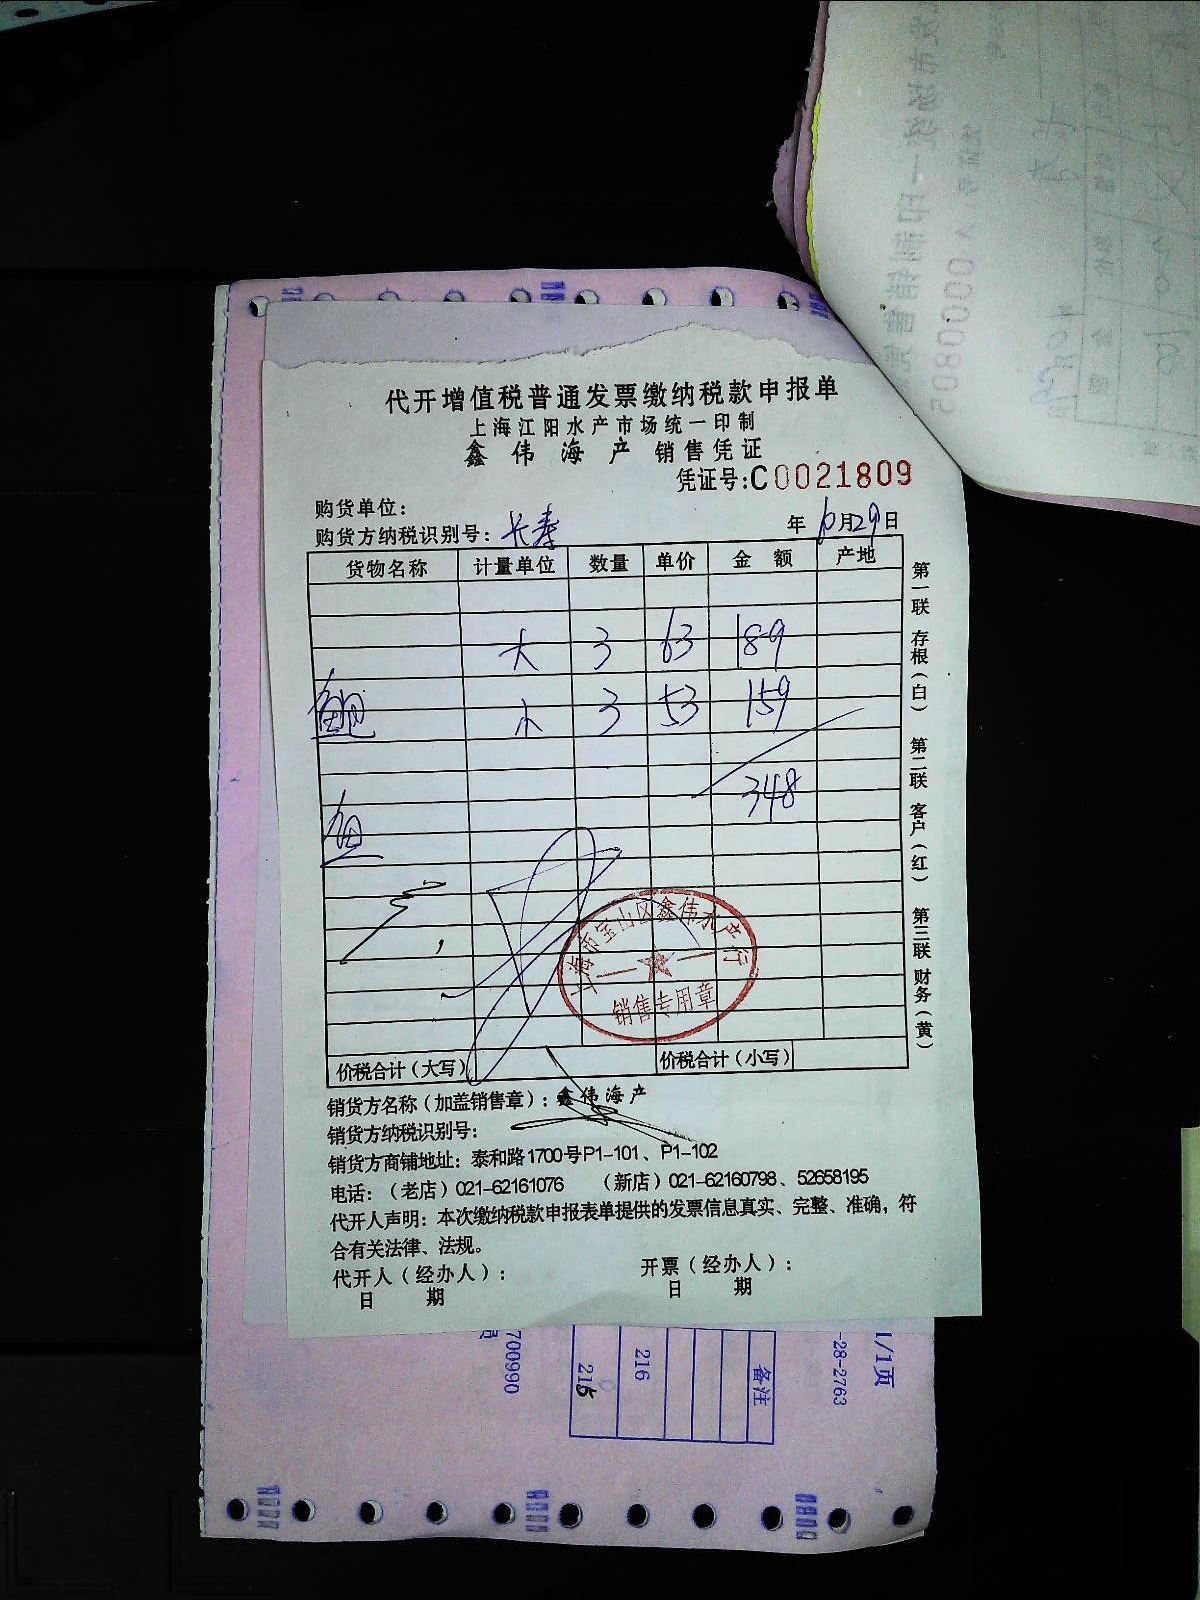 代开增值税普通发票缴纳税款申报单
上海江阳水产市场统一印制
鑫伟海产 销售凭证
凭证号:C0021809
购货单位:
购货方纳税识别号: 长寿 年 月29日
货物名称 计量单位 数量 单价 金额 产地
大 3 63 189
鲍 小 3 53 159
348
鱼
上海市宝山区鑫伟水产行
销售专用章
价税合计(大写) 价税合计(小写)
销货方名称(加盖销售章): 鑫伟海产
销货方纳税识别号:
销货方商铺地址: 泰和路1700号P1-101、P1-102
电话:(老店)021-62161076 (新店)021-62160798、52658195
代开人声明: 本次缴纳税款申报表单提供的发票信息真实、完整、准确,符
合有关法律、法规。
代开人(经办人): 开票(经办人):
日 期 日 期
第一联 存根(白) 第二联 客户(红) 第三联 财务(黄)
1/1页
-28-2763
备注
216
215
700990
0000805